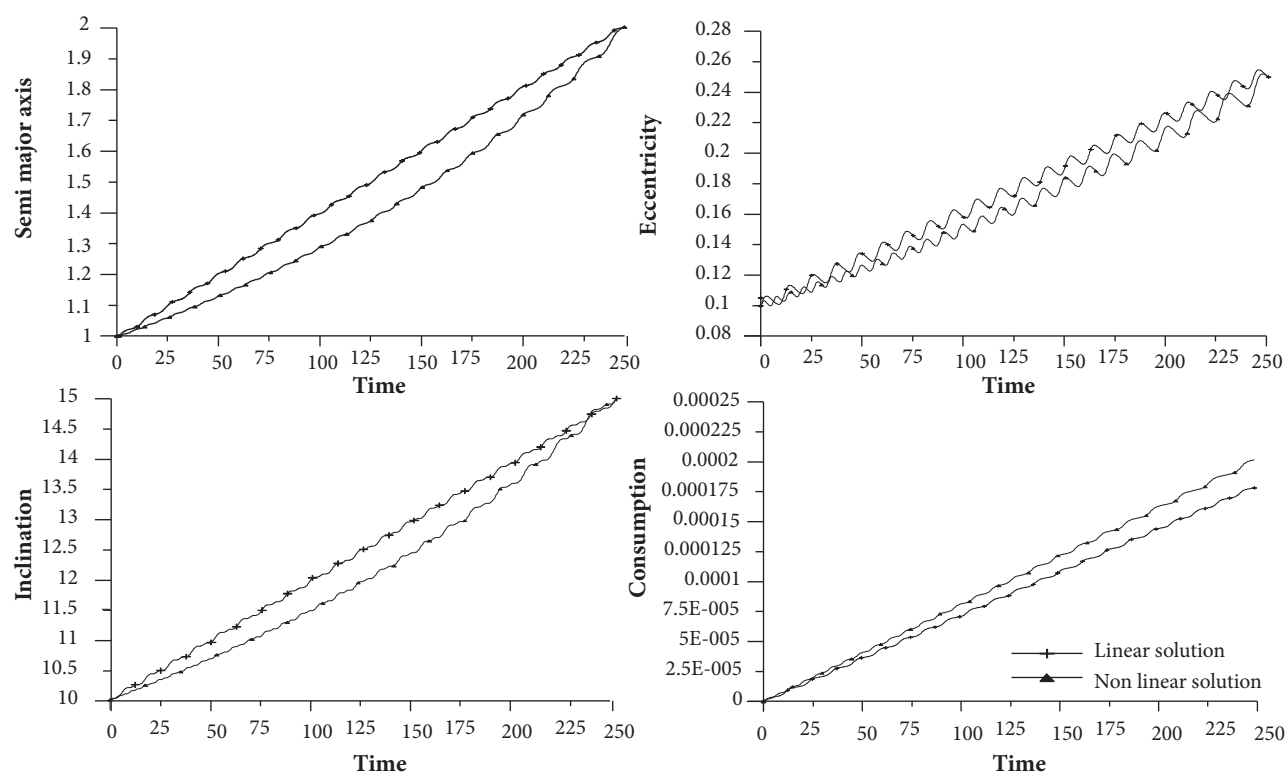 Semi major axis
2
1.9
1.8
1.7
1.6
1.5
1.4
1.3
1.2
1.1
1
0 25 50 75 100 125 150 175 200 225 250
Time
Eccentricity
0.28
0.26
0.24
0.22
0.2
0.18
0.16
0.14
0.12
0.1
0.08
0 25 50 75 100 125 150 175 200 225 250
Time
Inclination
15
14.5
14
13.5
13
12.5
12
11.5
11
10.5
10
0 25 50 75 100 125 150 175 200 225 250
Time
Consumption
0.00025
0.000225
0.0002
0.000175
0.00015
0.000125
0.0001
7.5E-005
5E-005
2.5E-005
0
0 25 50 75 100 125 150 175 200 225 250
Time
Linear solution
Non linear solution